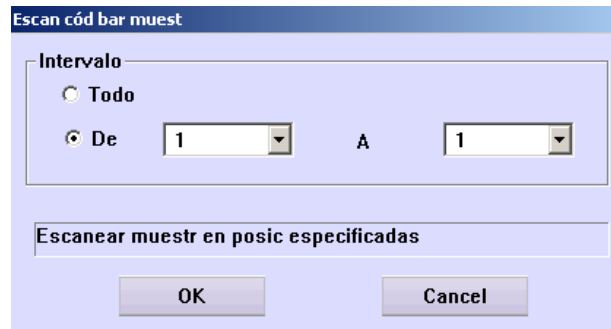 Escan cód bar muest
Intervalo
Todo
De 1 A 1
Escanear muestr en posic especificadas
OK Cancel